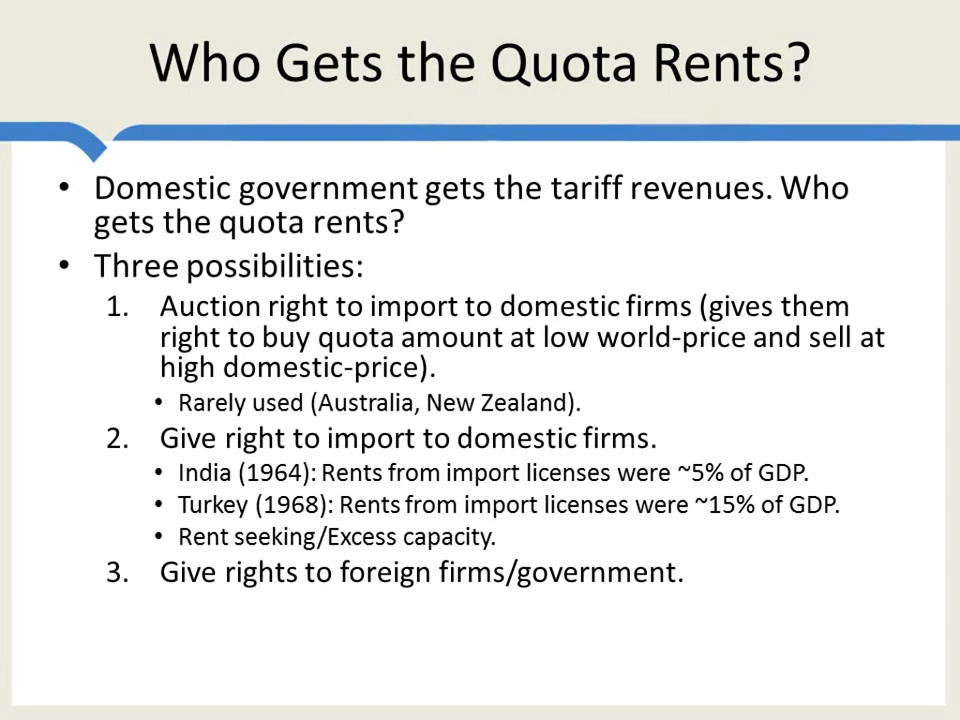 Who Gets the Quota Rents?
• Domestic government gets the tariff revenues. Who
gets the quota rents?
• Three possibilities:
1. Auction right to import to domestic firms (gives them
right to buy quota amount at low world-price and sell at
high domestic-price).
• Rarely used (Australia, New Zealand).
2. Give right to import to domestic firms.
• India (1964): Rents from import licenses were ~5% of GDP.
• Turkey (1968): Rents from import licenses were ~15% of GDP.
• Rent seeking/Excess capacity.
3. Give rights to foreign firms/government.